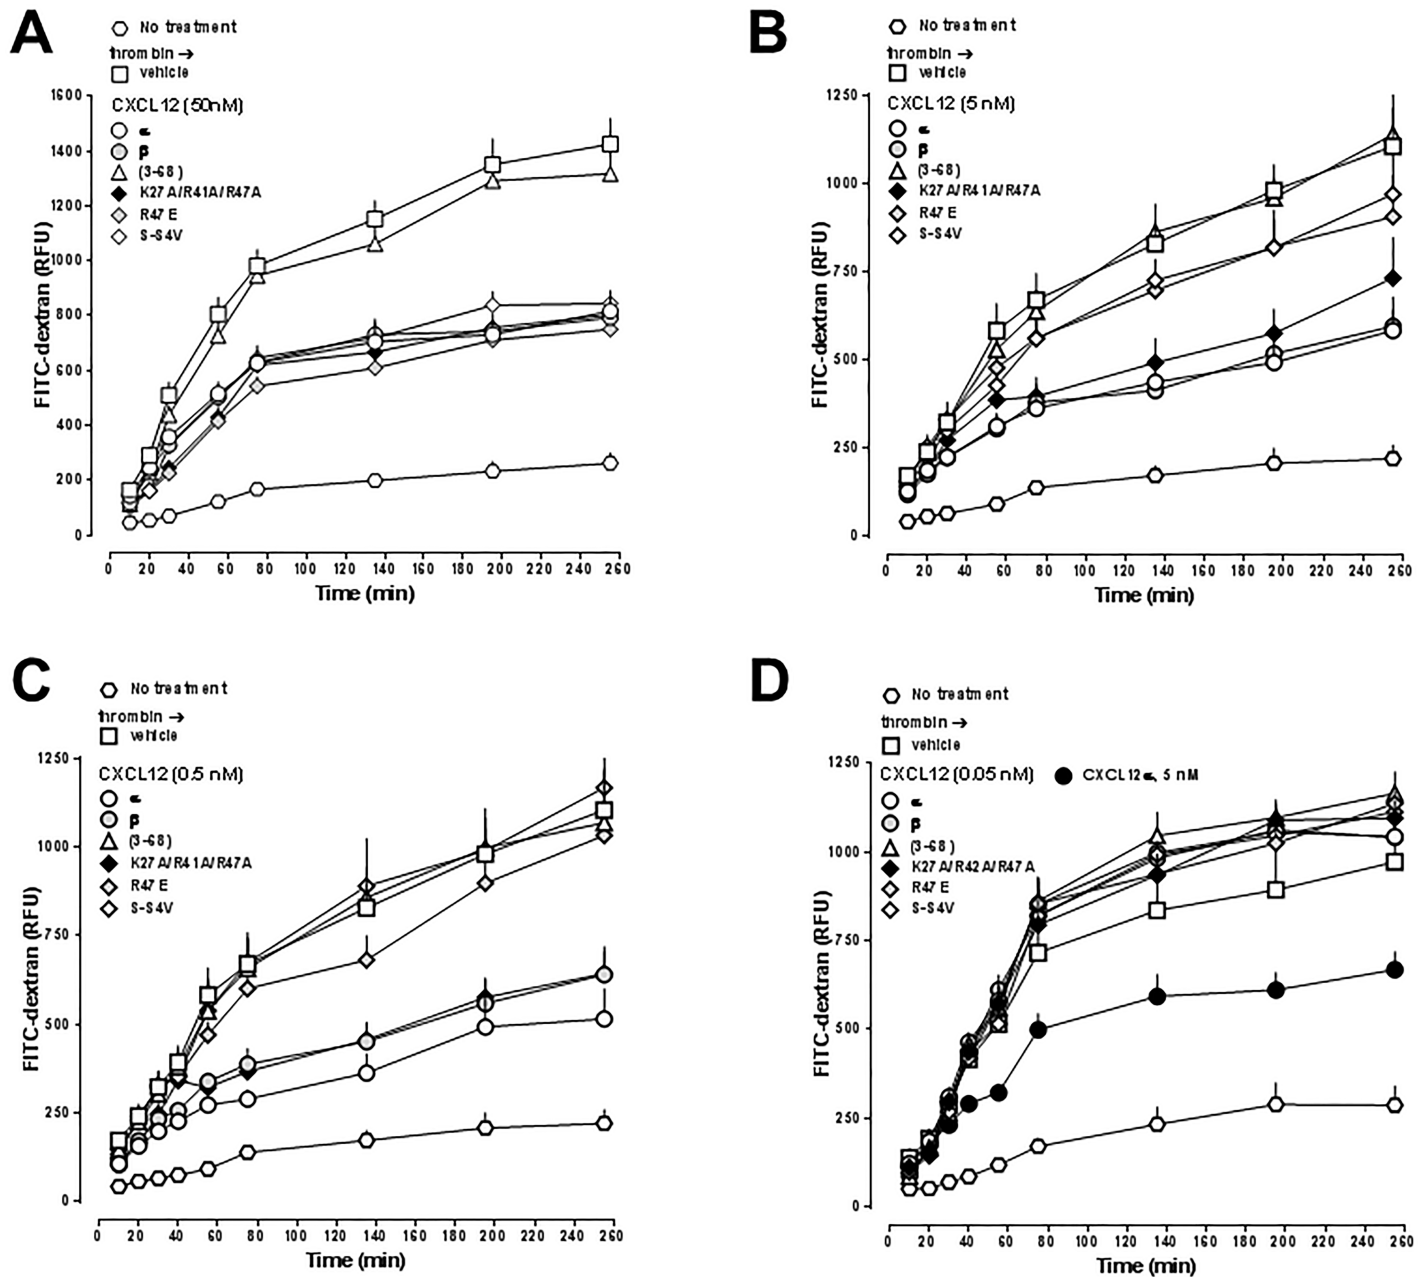 A
No treatment
thrombin →
vehicle
CXCL12 (50nM)
α
β
(3-68)
K27A/R41A/R47A
R47E
S-S4V
1600
1400
1200
1000
800
600
400
200
0
FITC-dextran (RFU)
0 20 40 60 80 100 120 140 160 180 200 220 240 260
Time (min)
B
No treatment
thrombin →
vehicle
CXCL12 (5 nM)
α
β
(3-68)
K27A/R41A/R47A
R47E
S-S4V
1250
1000
750
500
250
0
FITC-dextran (RFU)
0 20 40 60 80 100 120 140 160 180 200 220 240 260
Time (min)
C
No treatment
thrombin →
vehicle
CXCL12 (0.5 nM)
α
β
(3-68)
K27A/R41A/R47A
R47E
S-S4V
1250
1000
750
500
250
0
FITC-dextran (RFU)
0 20 40 60 80 100 120 140 160 180 200 220 240 260
Time (min)
D
No treatment
thrombin →
vehicle
CXCL12 (0.05 nM)
CXCL12α, 5 nM
α
β
(3-68)
K27A/R42A/R47A
R47E
S-S4V
1250
1000
750
500
250
0
FITC-dextran (RFU)
0 20 40 60 80 100 120 140 160 180 200 220 240 260
Time (min)